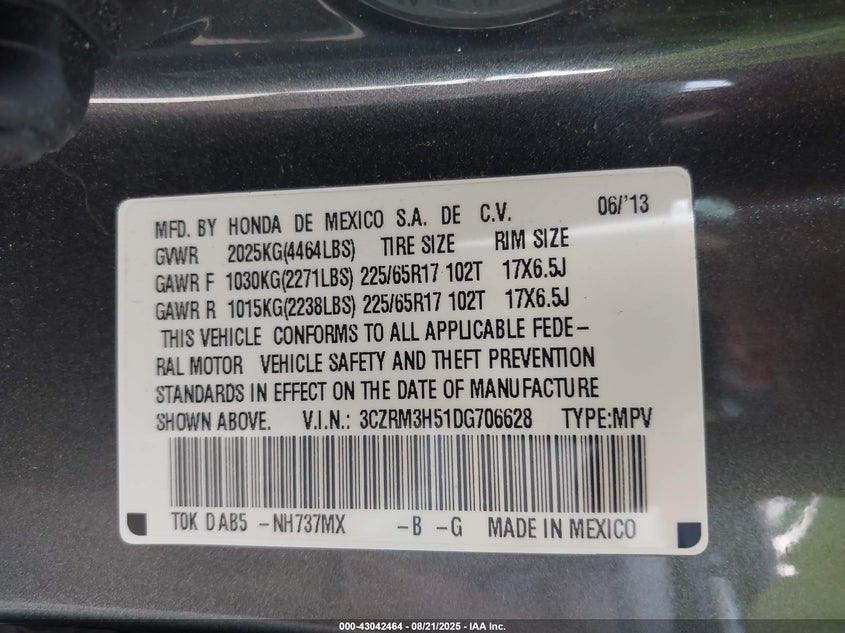 MFD. BY HONDA DE MEXICO S.A. DE C.V. 06/'13
GVWR 2025KG(4464LBS) TIRE SIZE RIM SIZE
GAWR F 1030KG(2271LBS) 225/65R17 102T 17X6.5J
GAWR R 1015KG(2238LBS) 225/65R17 102T 17X6.5J
THIS VEHICLE CONFORMS TO ALL APPLICABLE FEDE-
RAL MOTOR VEHICLE SAFETY AND THEFT PREVENTION
STANDARDS IN EFFECT ON THE DATE OF MANUFACTURE
SHOWN ABOVE. V.I.N.: 3CZRM3H51DG706628 TYPE:MPV
T0K D AB5 -NH737MX -B -G MADE IN MEXICO
000-43042464 - 08/21/2025 - IAA Inc.